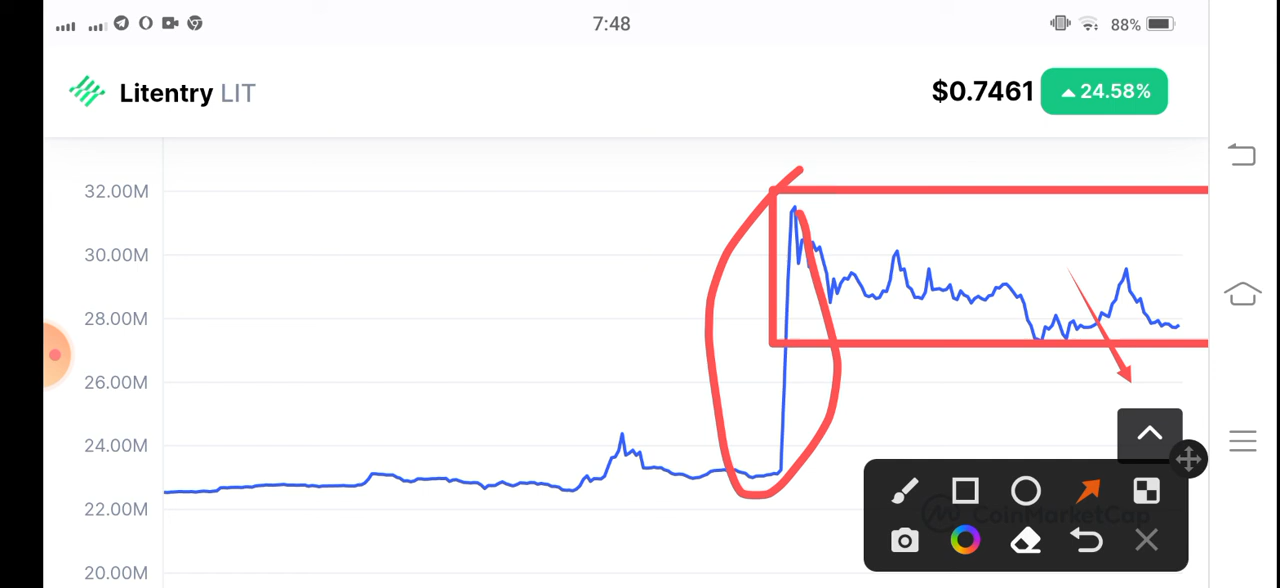 7:48
88%
Litentry LIT
$0.7461
24.58%
32.00M
30.00M
28.00M
26.00M
24.00M
22.00M
20.00M
CoinMarketCap